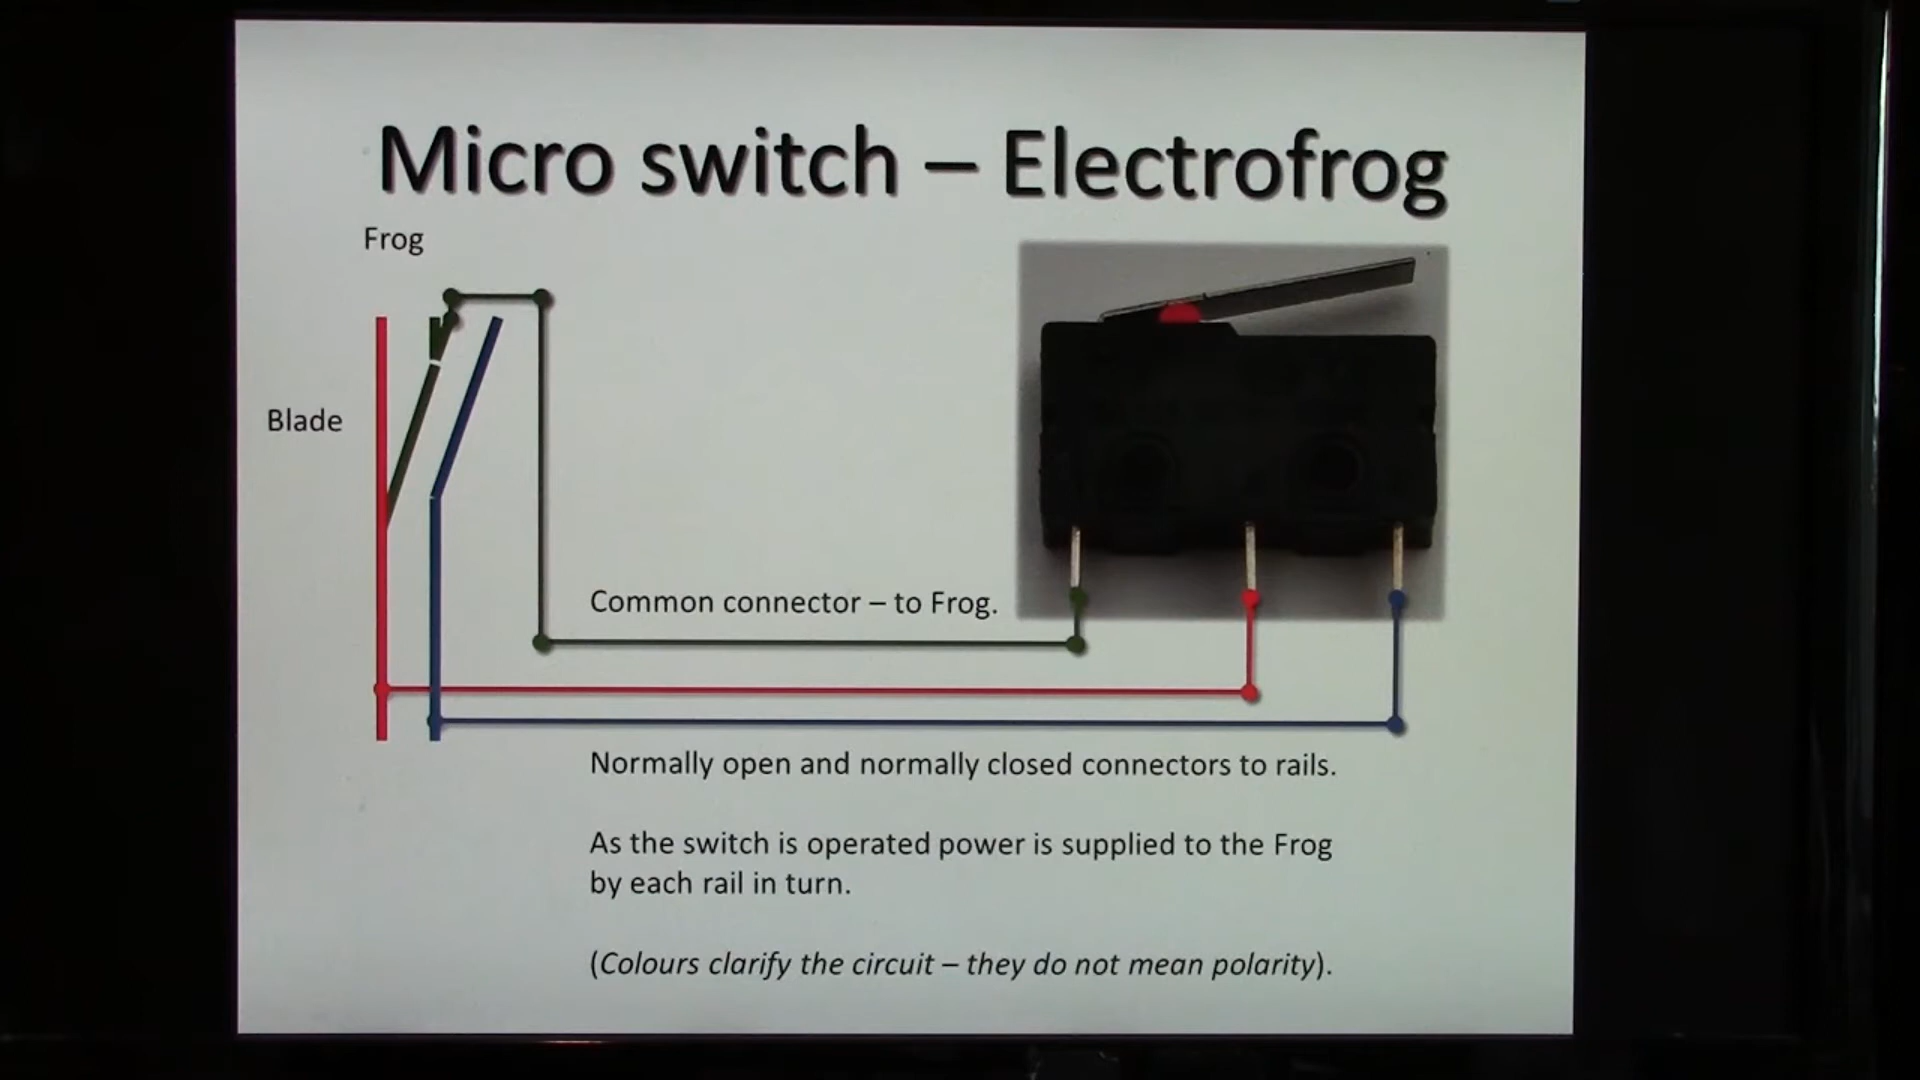 Micro switch – Electrofrog
Frog
Blade
Common connector – to Frog.
Normally open and normally closed connectors to rails.
As the switch is operated power is supplied to the Frog
by each rail in turn.
(Colours clarify the circuit – they do not mean polarity).